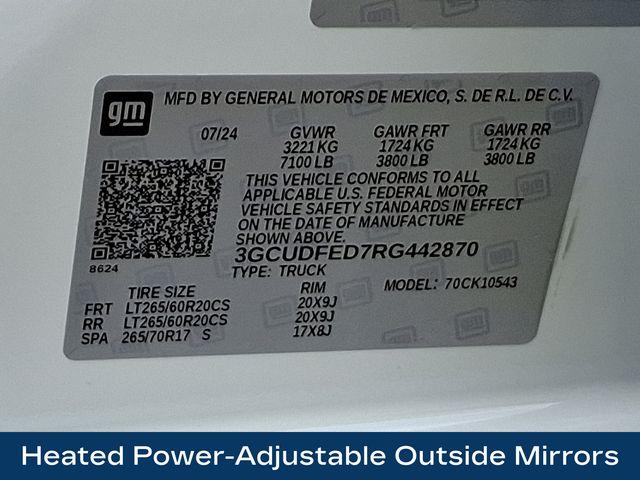 gm MFD BY GENERAL MOTORS DE MEXICO, S. DE R.L. DE C.V.
07/24 GVWR GAWR FRT GAWR RR
3221 KG 1724 KG 1724 KG
7100 LB 3800 LB 3800 LB
THIS VEHICLE CONFORMS TO ALL
APPLICABLE U.S. FEDERAL MOTOR
VEHICLE SAFETY STANDARDS IN EFFECT
ON THE DATE OF MANUFACTURE
SHOWN ABOVE.
3GCUDFED7RG442870
8624 TYPE: TRUCK
TIRE SIZE RIM MODEL: 70CK10543
FRT LT265/60R20CS 20X9J
RR LT265/60R20CS 20X9J
SPA 265/70R17 S 17X8J
Heated Power-Adjustable Outside Mirrors